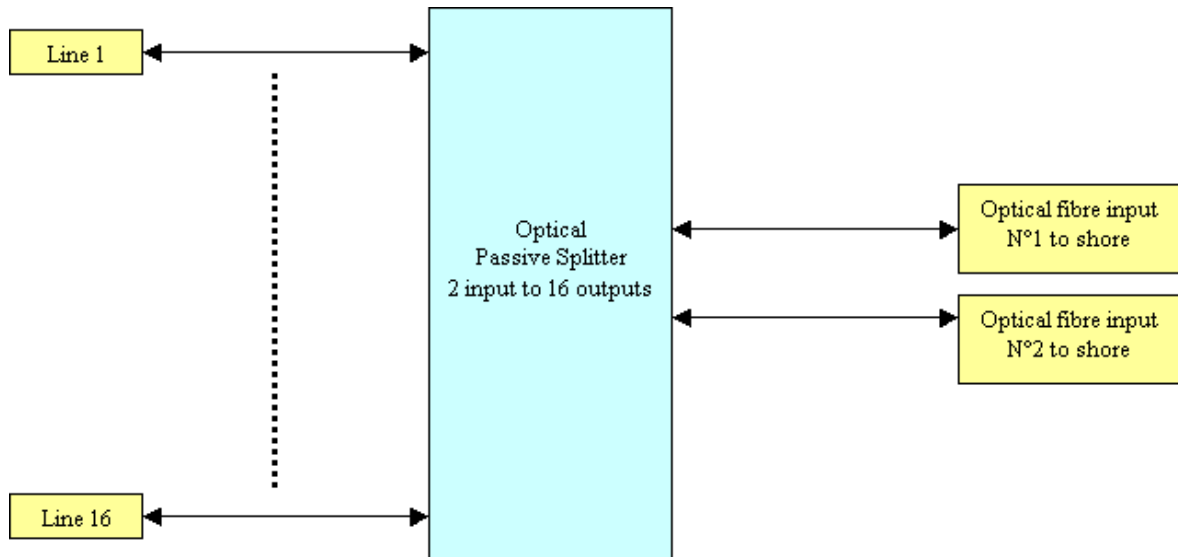 Line 1
Optical
Passive Splitter
2 input to 16 outputs
Optical fibre input
N°1 to shore
Optical fibre input
N°2 to shore
Line 16